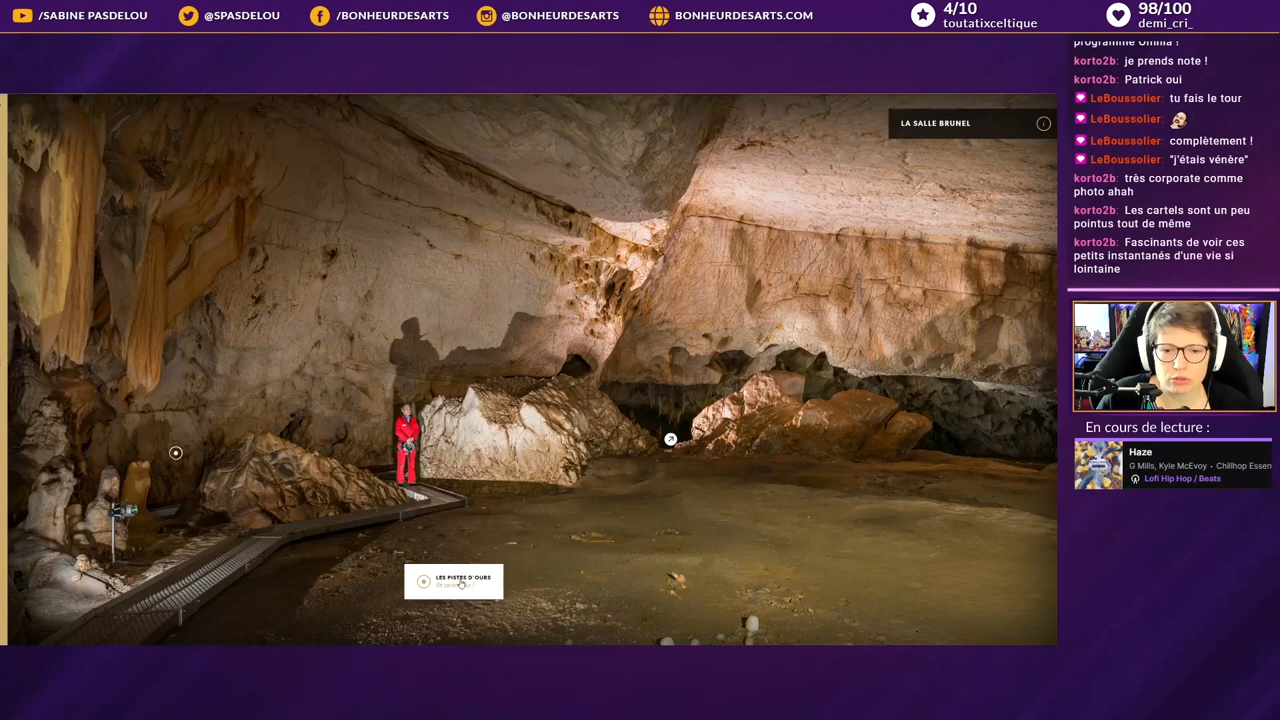 /SABINE PASDELOU
@SPASDELOU
/BONHEURDESARTS
@BONHEURDESARTS
BONHEURDESARTS.COM
4/10
toutatixceltique
98/100
demi_cri_
LA SALLE BRUNEL
programme Omnia !
korto2b: je prends note !
korto2b: Patrick oui
LeBoussolier: tu fais le tour
LeBoussolier:
LeBoussolier: complètement !
LeBoussolier: "j'étais vénère"
korto2b: très corporate comme
photo ahah
korto2b: Les cartels sont un peu
pointus tout de même
korto2b: Fascinants de voir ces
petits instantanés d'une vie si
lointaine
En cours de lecture :
Haze
G Mills, Kyle McEvoy • Chillhop Essen
Lofi Hip Hop / Beats
LES PISTES D'OURS